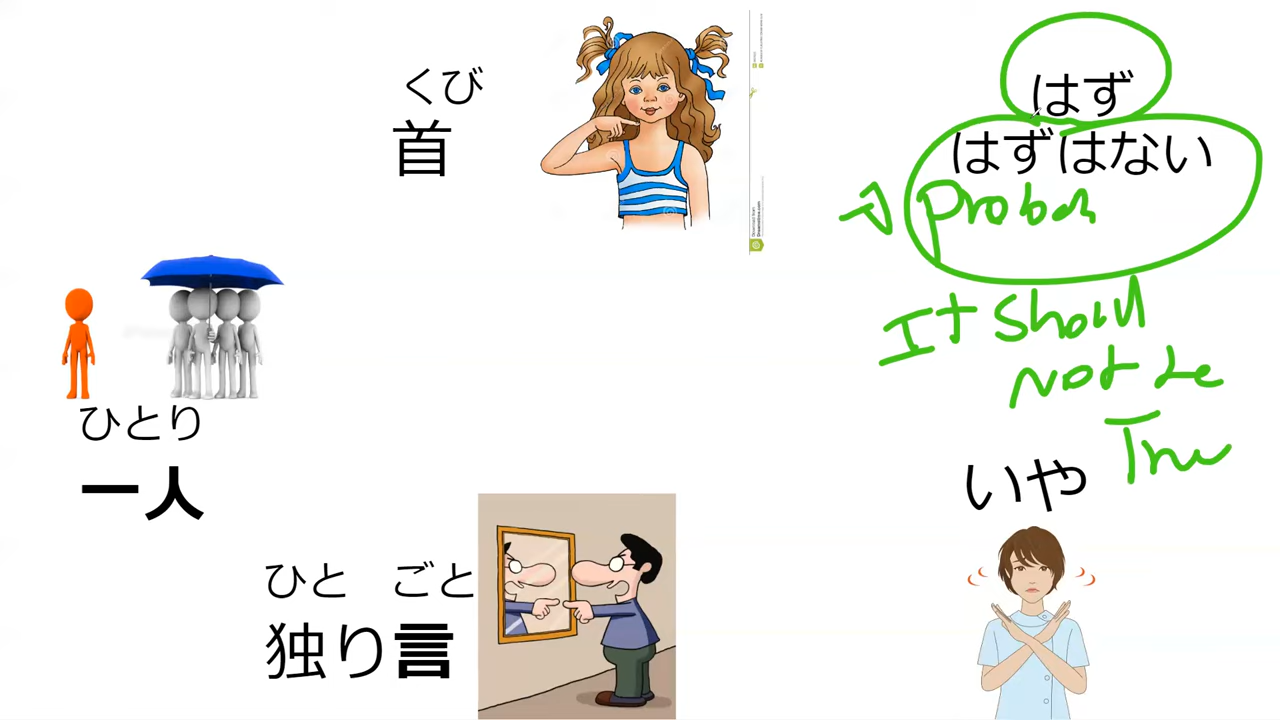 くび
首
はず
はずはない
It should
not be
True
ひとり
一人
いや
ひと ごと
独り言